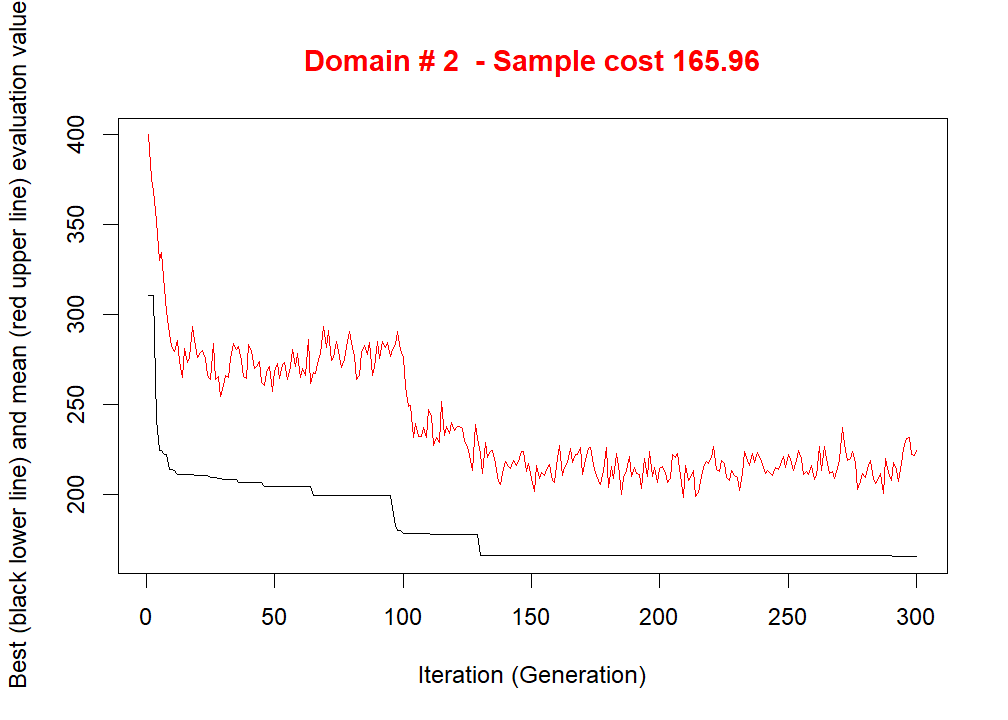 Domain # 2  - Sample cost 165.96
Best (black lower line) and mean (red upper line) evaluation value
400
350
300
250
200
0 50 100 150 200 250 300
Iteration (Generation)